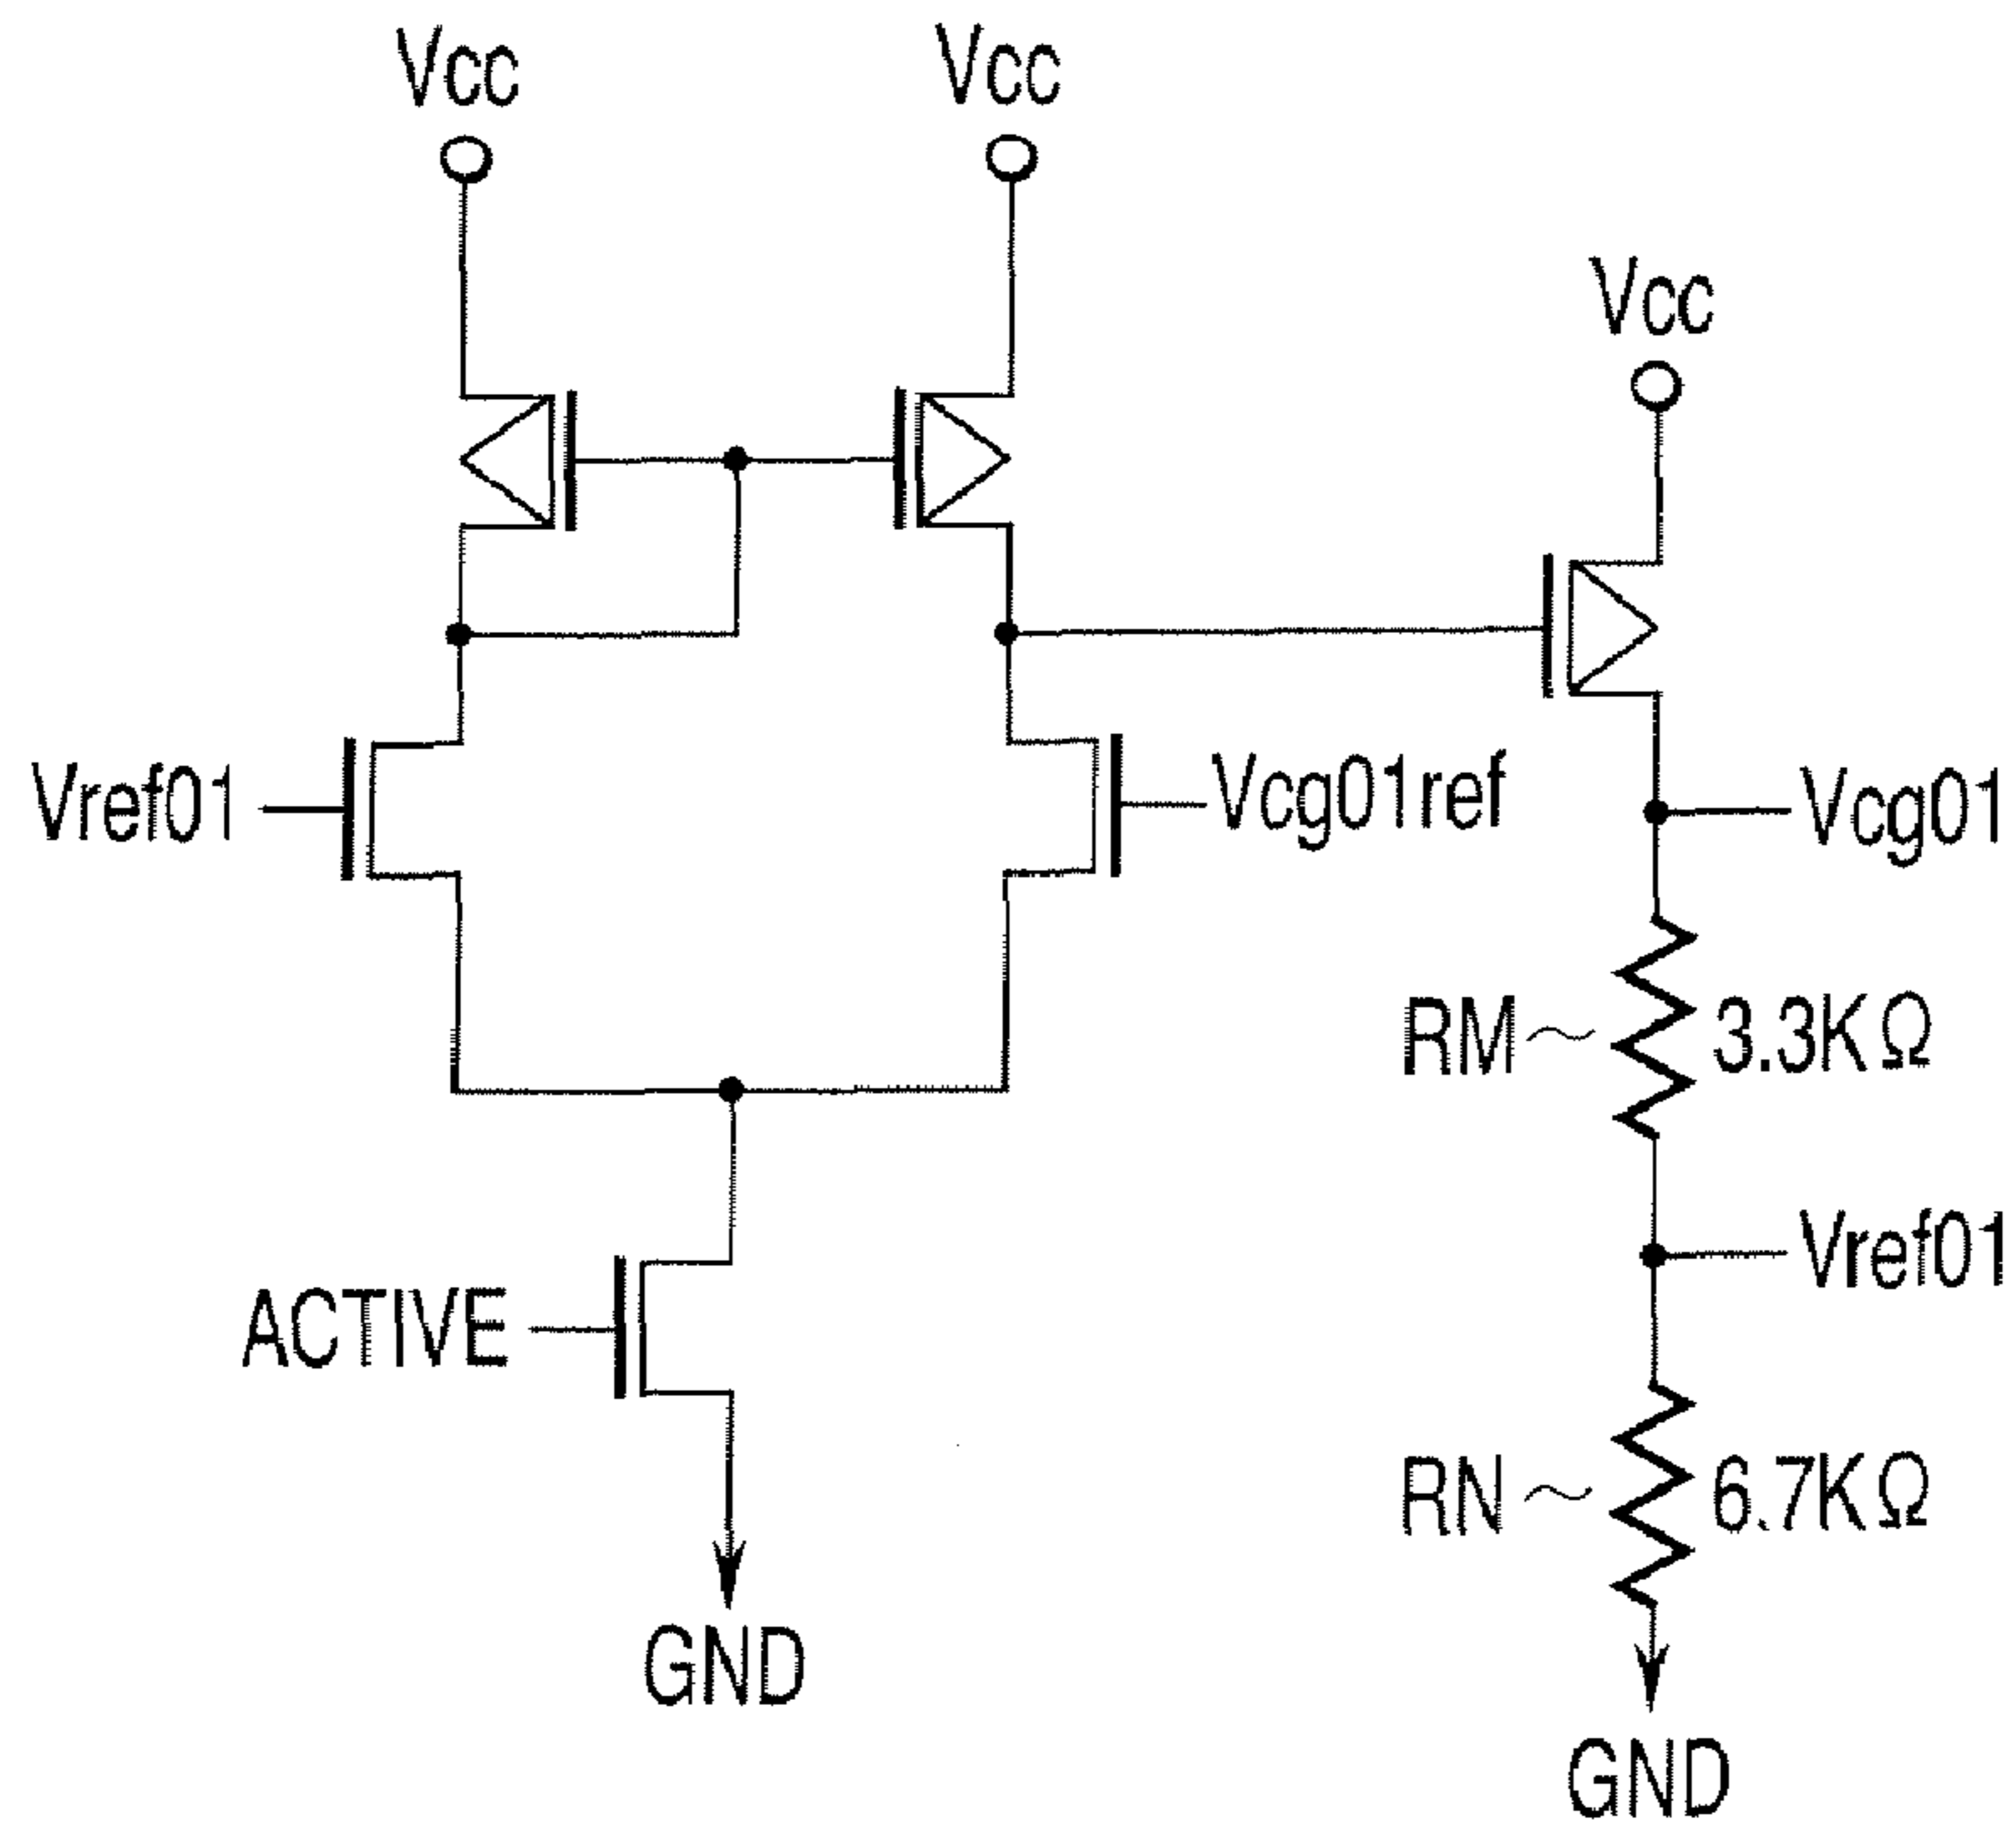 Vcc
Vcc
Vcc
Vref01
Vcg01ref
Vcg01
RM
3.3KΩ
Vref01
ACTIVE
RN
6.7KΩ
GND
GND